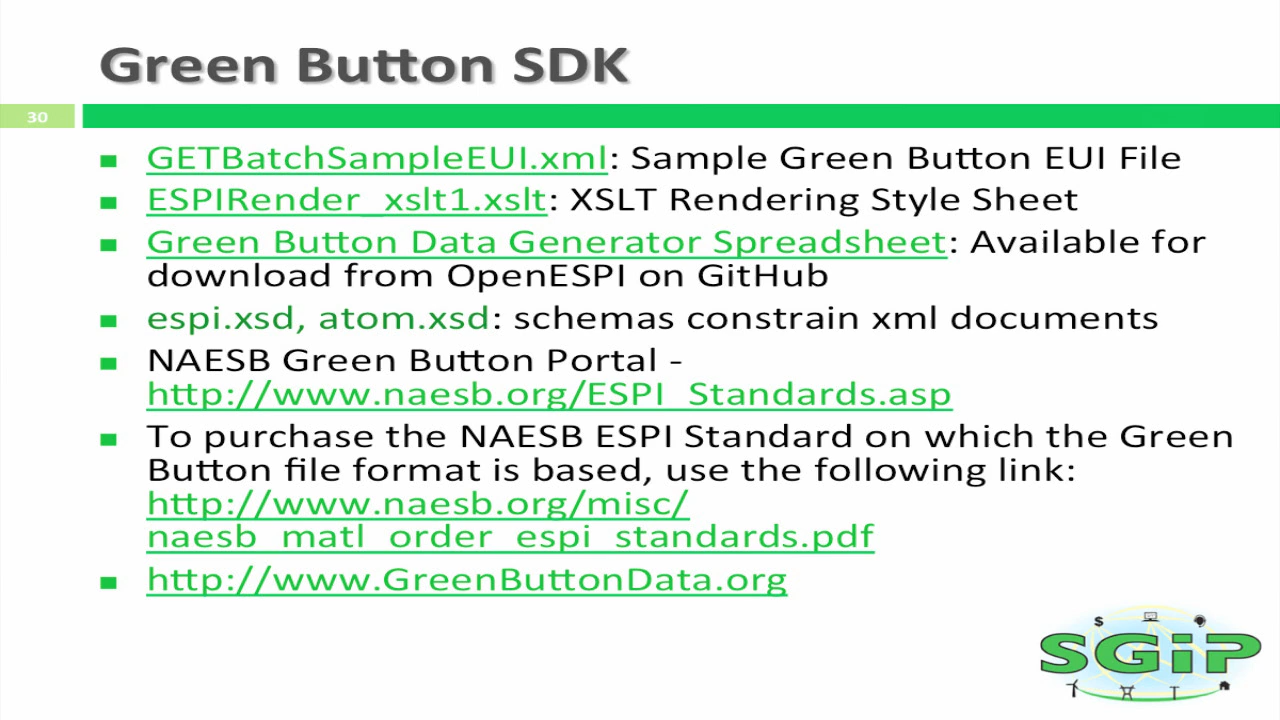 Green Button SDK
30
GETBatchSampleEUI.xml: Sample Green Button EUI File
ESPIRender_xslt1.xslt: XSLT Rendering Style Sheet
Green Button Data Generator Spreadsheet: Available for
download from OpenESPI on GitHub
espi.xsd, atom.xsd: schemas constrain xml documents
NAESB Green Button Portal -
http://www.naesb.org/ESPI_Standards.asp
To purchase the NAESB ESPI Standard on which the Green
Button file format is based, use the following link:
http://www.naesb.org/misc/
naesb_matl_order_espi_standards.pdf
http://www.GreenButtonData.org
$
SGiP